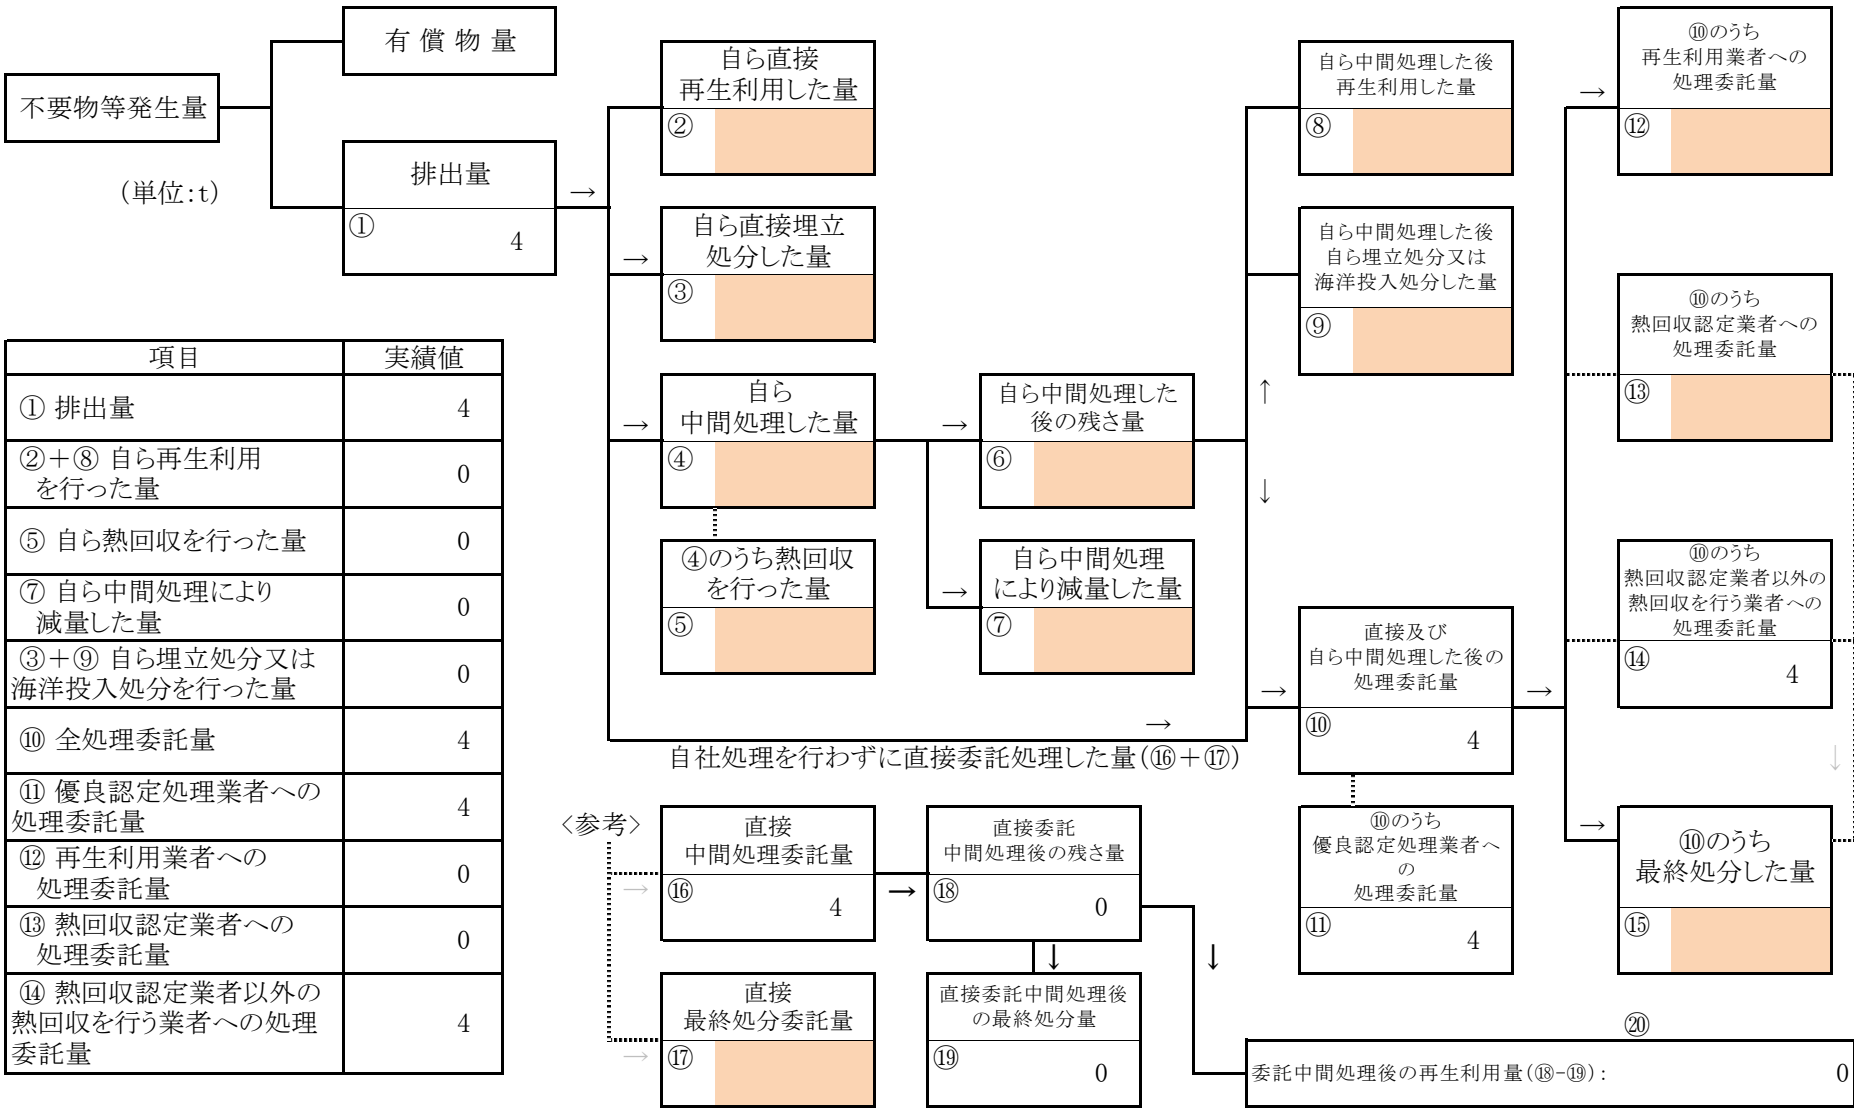 有 償 物 量
不要物等発生量
(単位:t)
排出量
①
4
→
自ら直接
再生利用した量
②
→
自ら直接埋立
処分した量
③
→
自ら
中間処理した量
④
④のうち熱回収
を行った量
⑤
→
自ら中間処理した
後の残さ量
⑥
→
自ら中間処理
により減量した量
⑦
↑
↓
自ら中間処理した後
再生利用した量
⑧
自ら中間処理した後
自ら埋立処分又は
海洋投入処分した量
⑨
→
自社処理を行わずに直接委託処理した量(⑯+⑰)
→
直接及び
自ら中間処理した後の
処理委託量
⑩
4
⑩のうち
優良認定処理業者へ
の
処理委託量
⑪
4
→
→
⑩のうち
再生利用業者への
処理委託量
⑫
⑩のうち
熱回収認定業者への
処理委託量
⑬
⑩のうち
熱回収認定業者以外の
熱回収を行う業者への
処理委託量
⑭
4
↓
→
⑩のうち
最終処分した量
⑮
項目 実績値
① 排出量 4
②+⑧ 自ら再生利用
を行った量 0
⑤ 自ら熱回収を行った量 0
⑦ 自ら中間処理により
減量した量 0
③+⑨ 自ら埋立処分又は
海洋投入処分を行った量 0
⑩ 全処理委託量 4
⑪ 優良認定処理業者への
処理委託量 4
⑫ 再生利用業者への
処理委託量 0
⑬ 熱回収認定業者への
処理委託量 0
⑭ 熱回収認定業者以外の
熱回収を行う業者への処理
委託量 4
〈参考〉
→
直接
中間処理委託量
⑯
4
→
直接委託
中間処理後の残さ量
⑱
0
↓
↓
→
直接
最終処分委託量
⑰
直接委託中間処理後
の最終処分量
⑲
0
⑳
委託中間処理後の再生利用量(⑱-⑲): 0